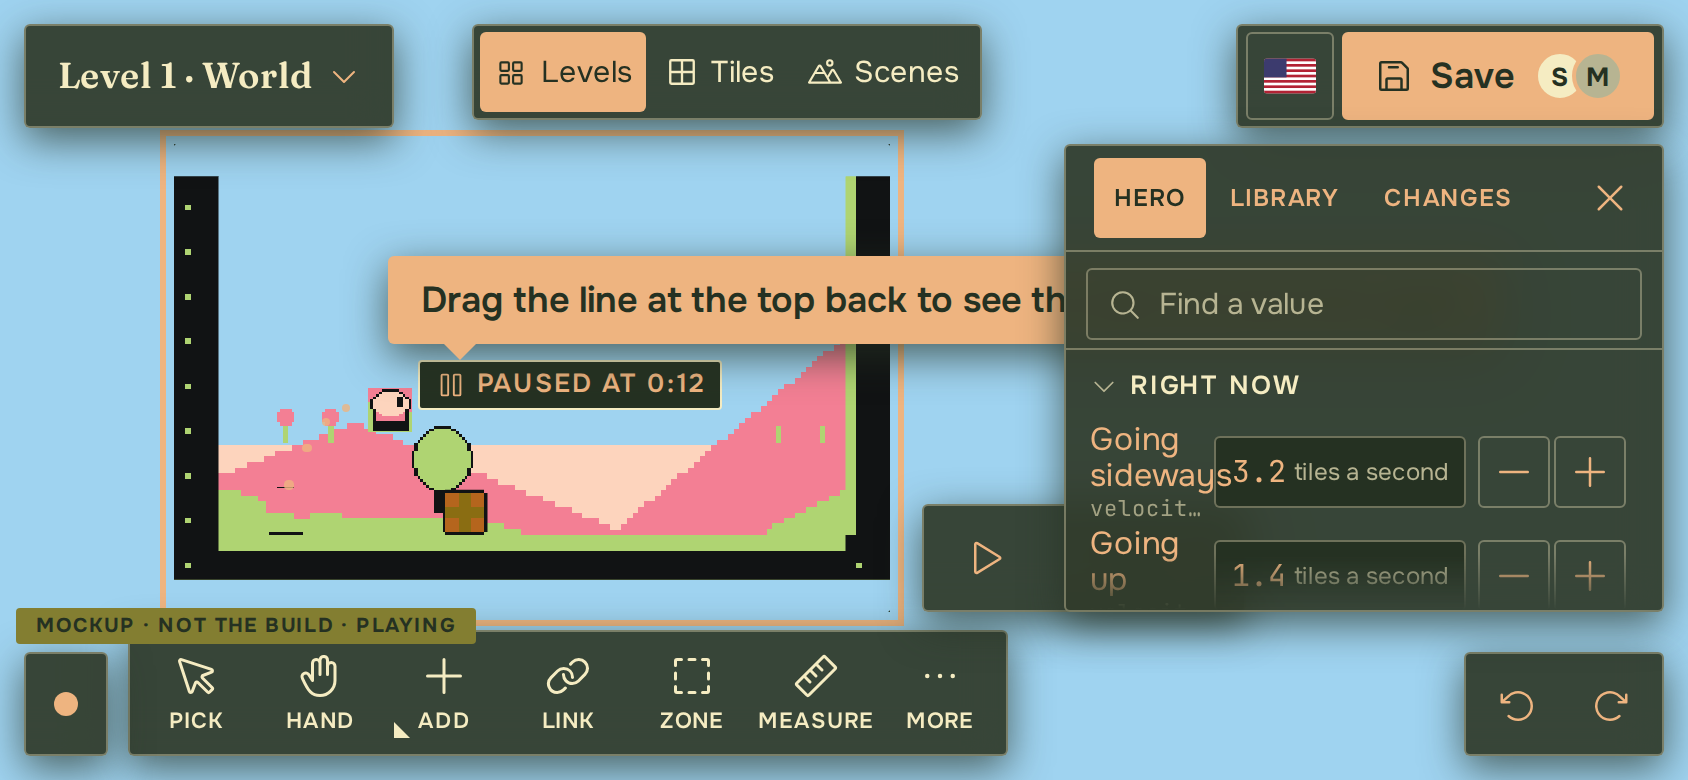 Level 1 · World
Levels
Tiles
Scenes
Save
S
M
HERO
LIBRARY
CHANGES
Find a value
Drag the line at the top back to see th
PAUSED AT 0:12
RIGHT NOW
Going
sideways
velocit…
3.2 tiles a second
Going
up
1.4 tiles a second
MOCKUP · NOT THE BUILD · PLAYING
PICK
HAND
ADD
LINK
ZONE
MEASURE
MORE